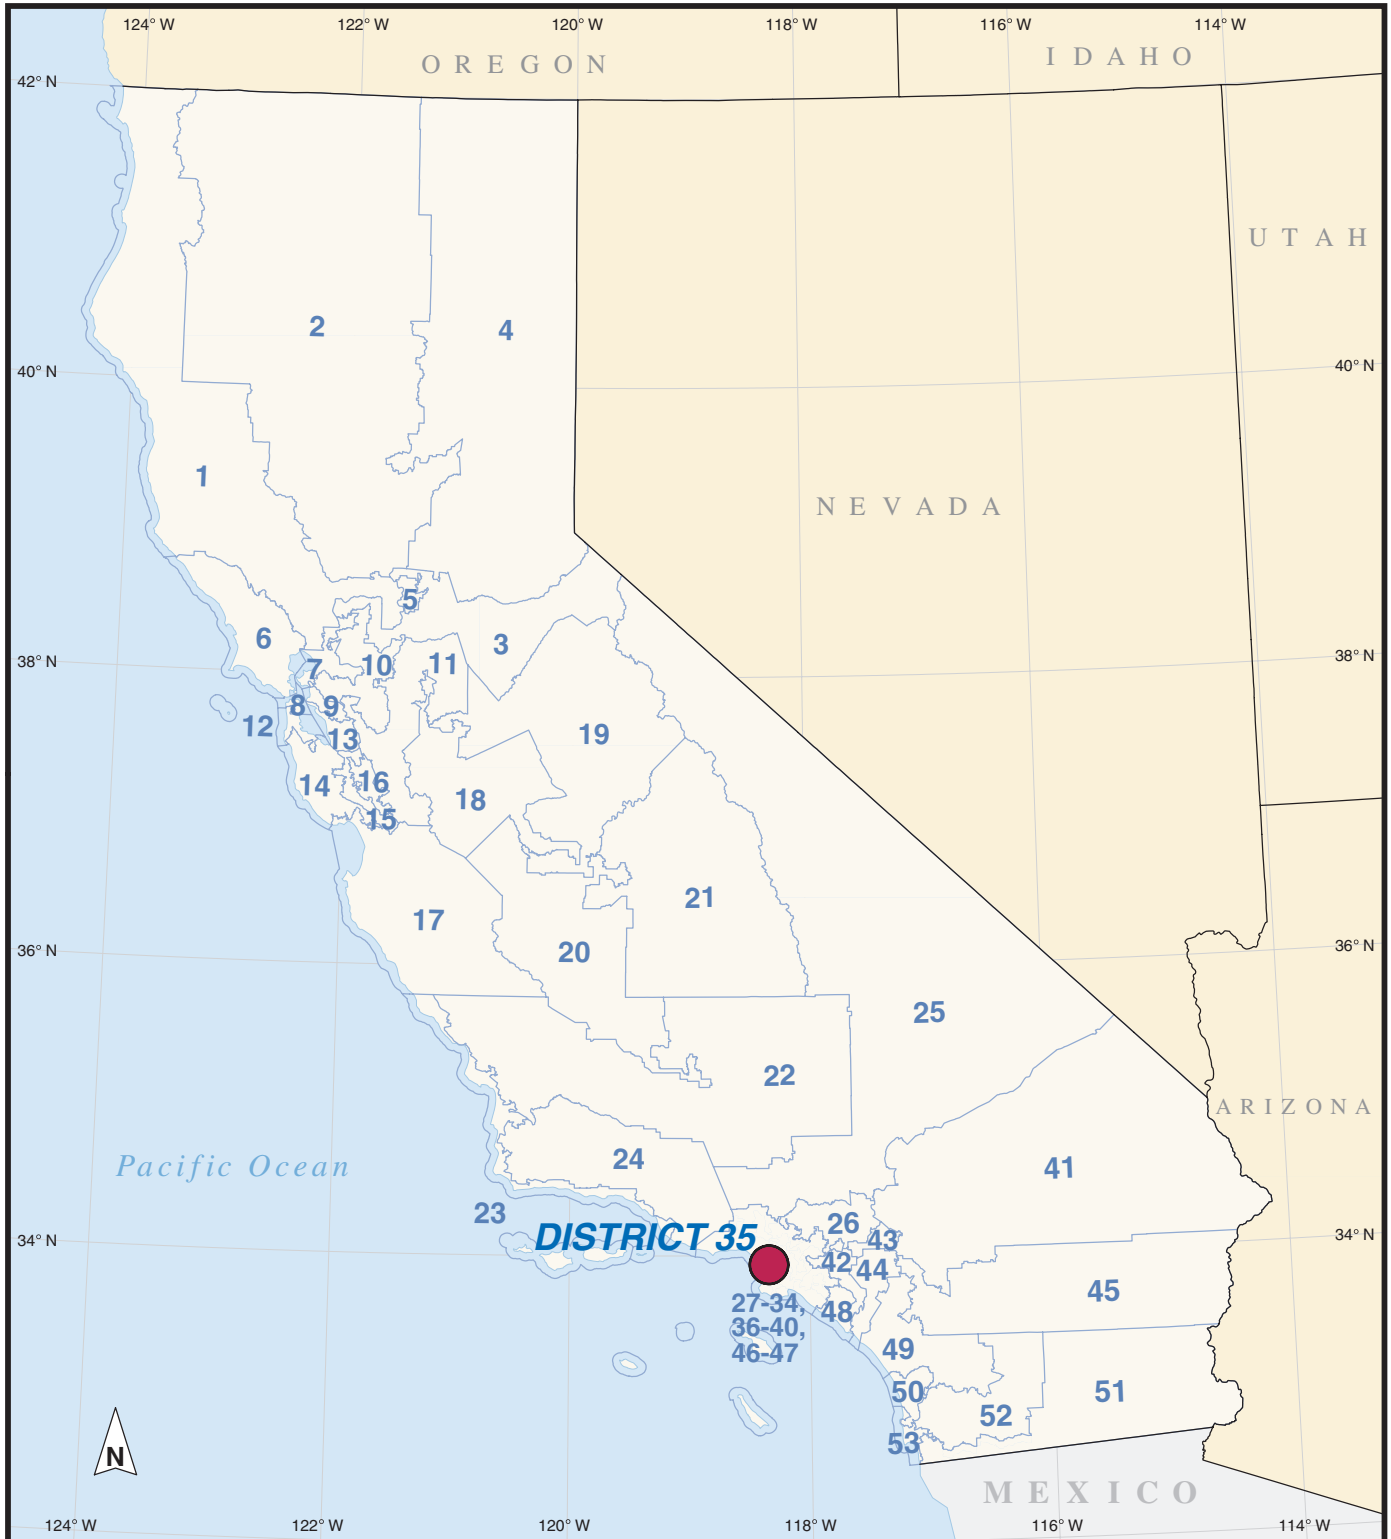 124° W 122° W 120° W 118° W 116° W 114° W
OREGON
IDAHO
42° N
UTAH
2
4
40° N
40° N
1
NEVADA
5
6
3
38° N
38° N
7
10
11
8
9
12
13
19
14
16
18
15
21
17
20
36° N
36° N
25
22
ARIZONA
Pacific Ocean
24
41
23
26
DISTRICT 35
43
34° N
34° N
42
44
45
27-34,
36-40,
46-47
48
49
50
51
52
53
N
MEXICO
124° W 122° W 120° W 118° W 116° W 114° W